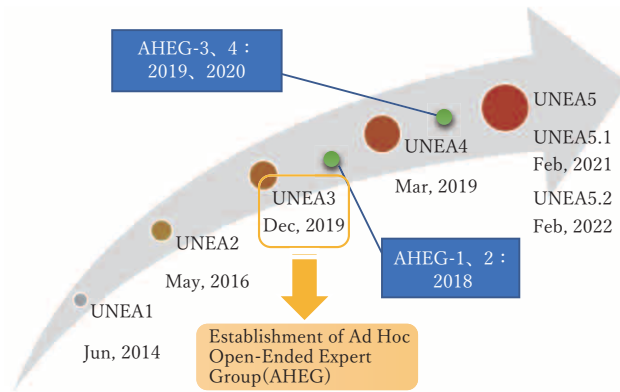 AHEG-3、4：
2019、2020
UNEA5
UNEA5.1
Feb, 2021
UNEA5.2
Feb, 2022
UNEA4
Mar, 2019
UNEA3
Dec, 2019
UNEA2
May, 2016
AHEG-1、2：
2018
UNEA1
Jun, 2014
Establishment of Ad Hoc
Open-Ended Expert
Group(AHEG)